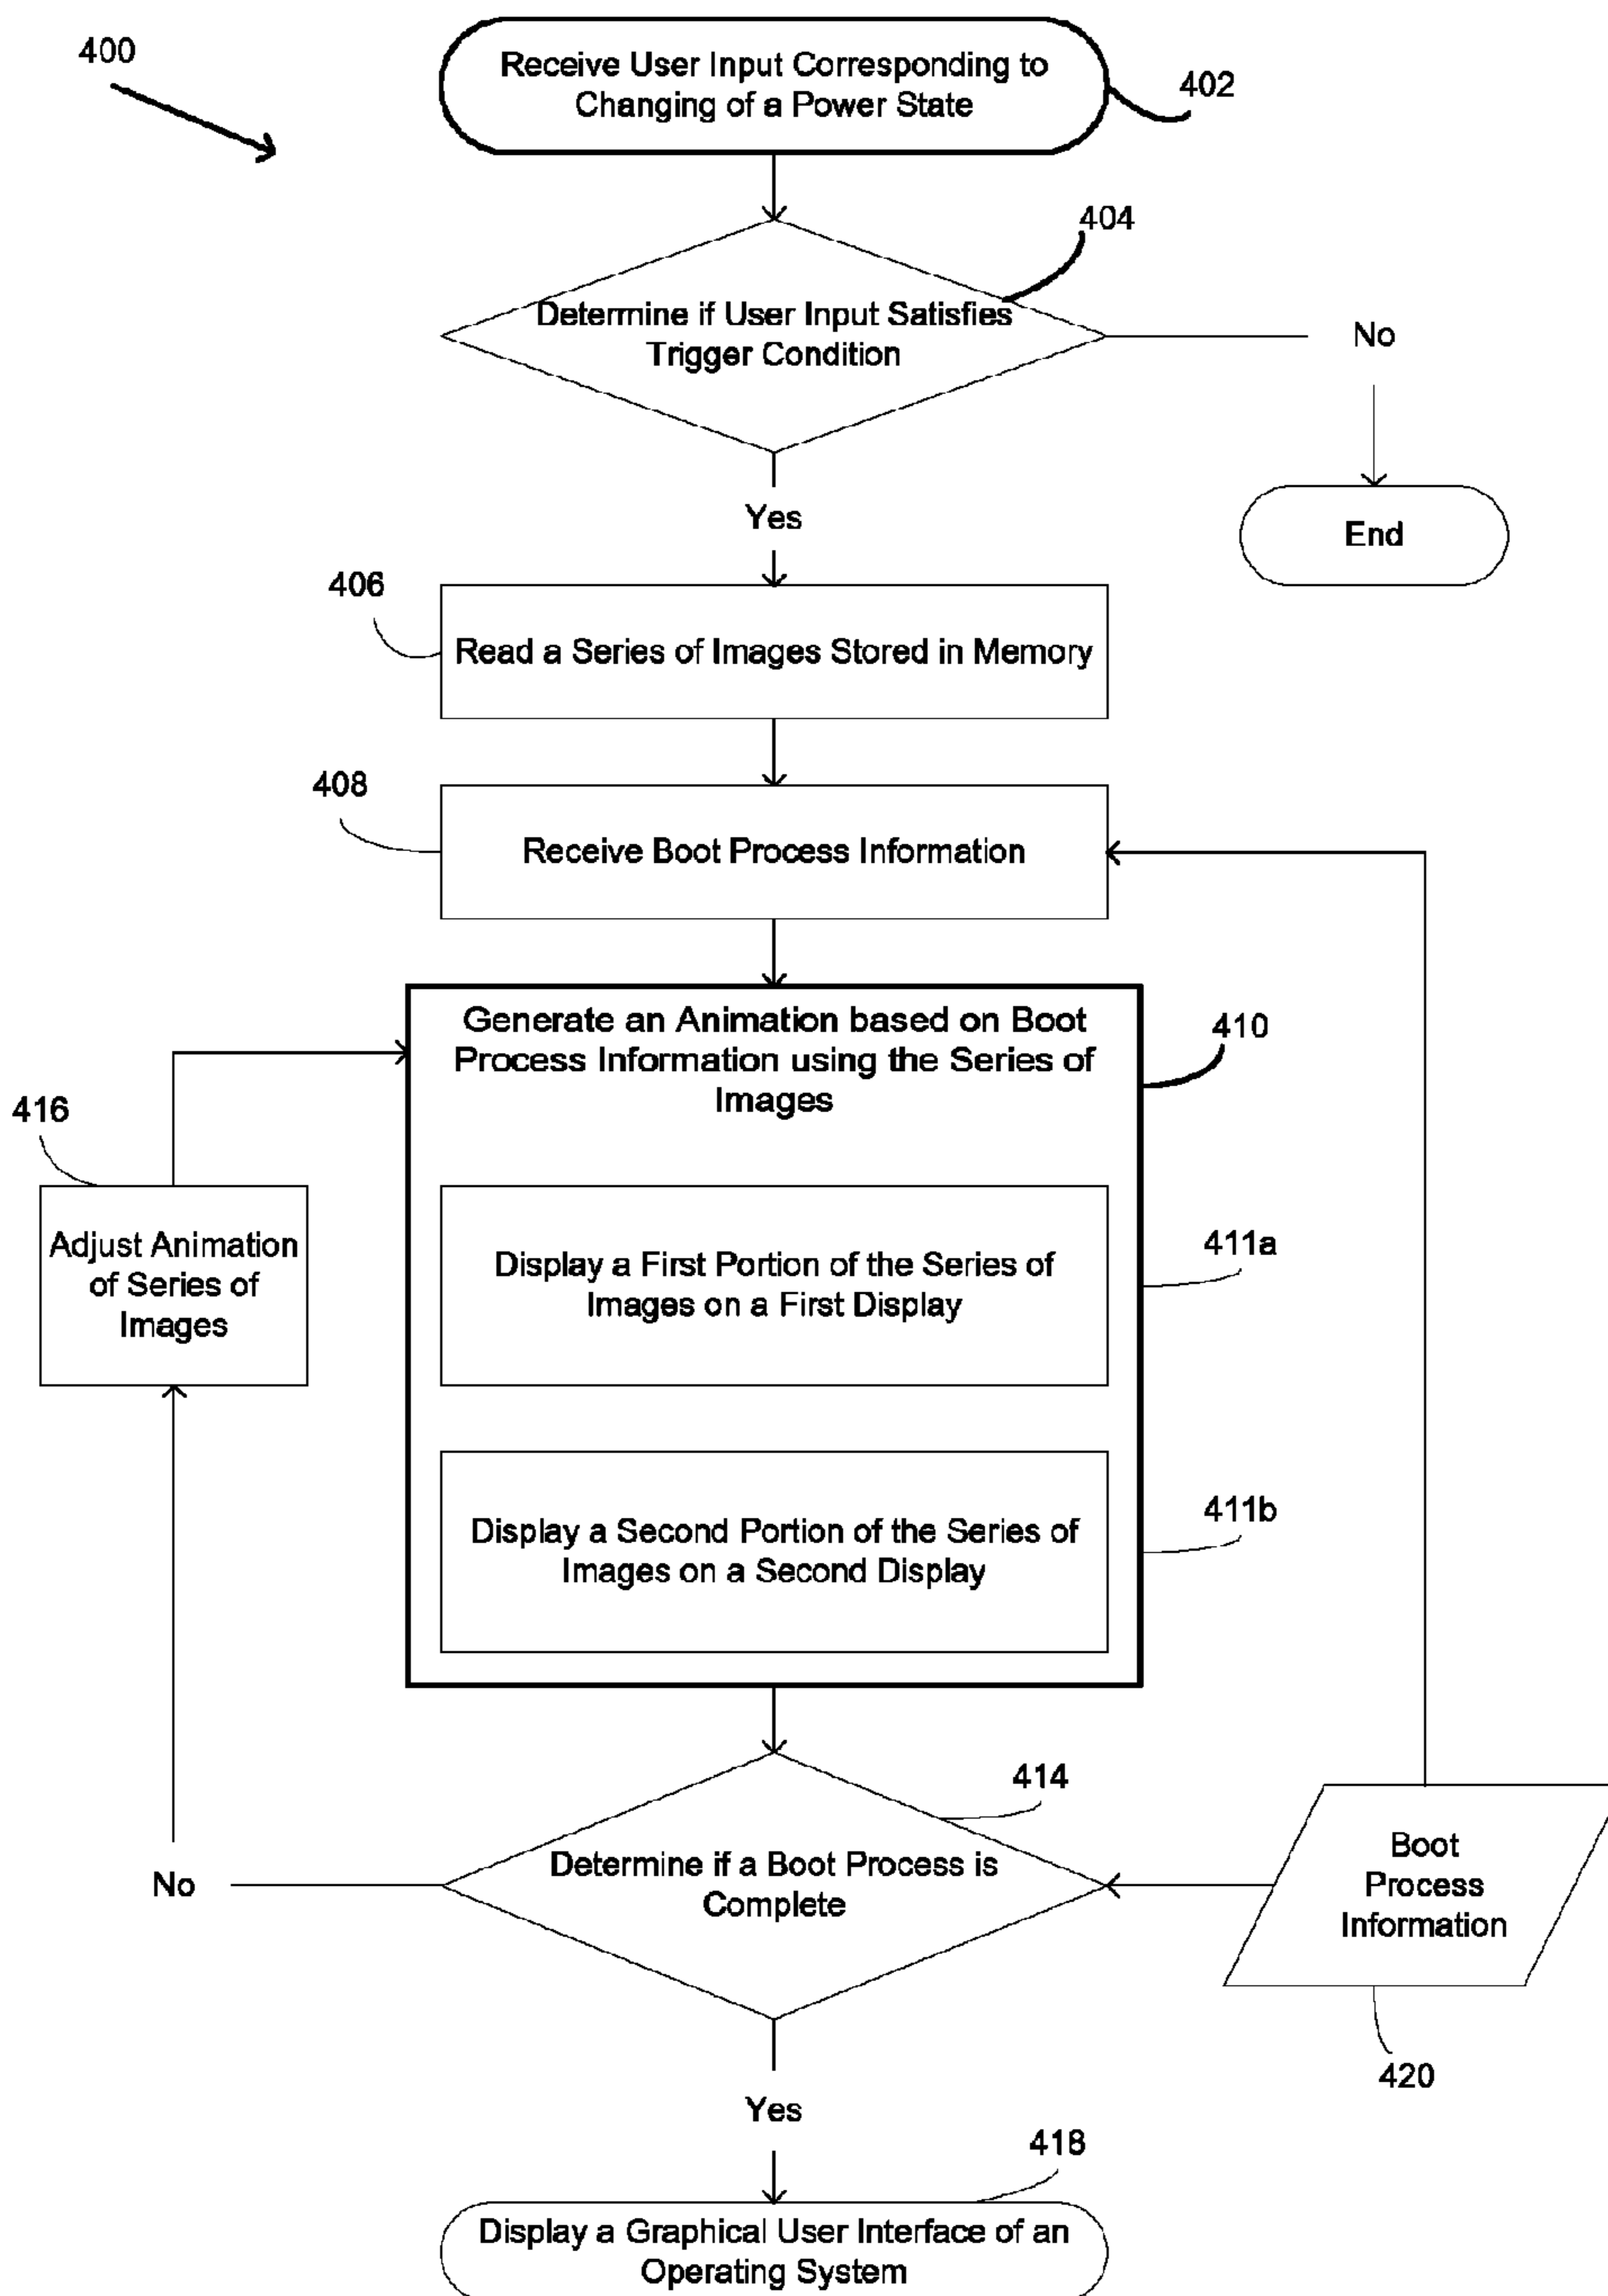 400
Receive User Input Corresponding to
Changing of a Power State
402
404
Determine if User Input Satisfies
Trigger Condition
No
Yes
End
406
Read a Series of Images Stored in Memory
408
Receive Boot Process Information
Generate an Animation based on Boot
Process Information using the Series of
Images
410
416
Adjust Animation
of Series of
Images
Display a First Portion of the Series of
Images on a First Display
411a
Display a Second Portion of the Series of
Images on a Second Display
411b
414
Determine if a Boot Process is
Complete
No
Boot
Process
Information
420
Yes
418
Display a Graphical User Interface of an
Operating System